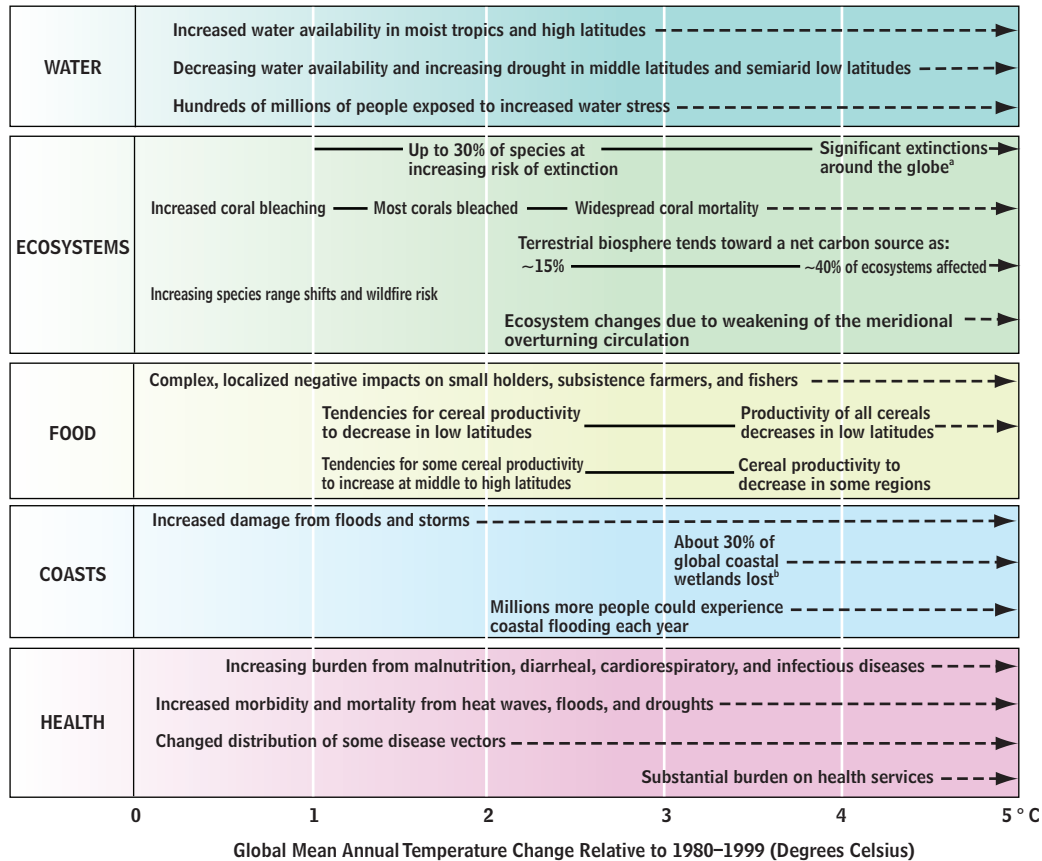 WATER
Increased water availability in moist tropics and high latitudes
Decreasing water availability and increasing drought in middle latitudes and semiarid low latitudes
Hundreds of millions of people exposed to increased water stress
ECOSYSTEMS
Up to 30% of species at
increasing risk of extinction
Significant extinctions
around the globeᵃ
Increased coral bleaching
Most corals bleached
Widespread coral mortality
Terrestrial biosphere tends toward a net carbon source as:
~15%
~40% of ecosystems affected
Increasing species range shifts and wildfire risk
Ecosystem changes due to weakening of the meridional
overturning circulation
FOOD
Complex, localized negative impacts on small holders, subsistence farmers, and fishers
Tendencies for cereal productivity
to decrease in low latitudes
Productivity of all cereals
decreases in low latitudes
Tendencies for some cereal productivity
to increase at middle to high latitudes
Cereal productivity to
decrease in some regions
COASTS
Increased damage from floods and storms
About 30% of
global coastal
wetlands lostᵇ
Millions more people could experience
coastal flooding each year
HEALTH
Increasing burden from malnutrition, diarrheal, cardiorespiratory, and infectious diseases
Increased morbidity and mortality from heat waves, floods, and droughts
Changed distribution of some disease vectors
Substantial burden on health services
0 1 2 3 4 5 ° C
Global Mean Annual Temperature Change Relative to 1980–1999 (Degrees Celsius)